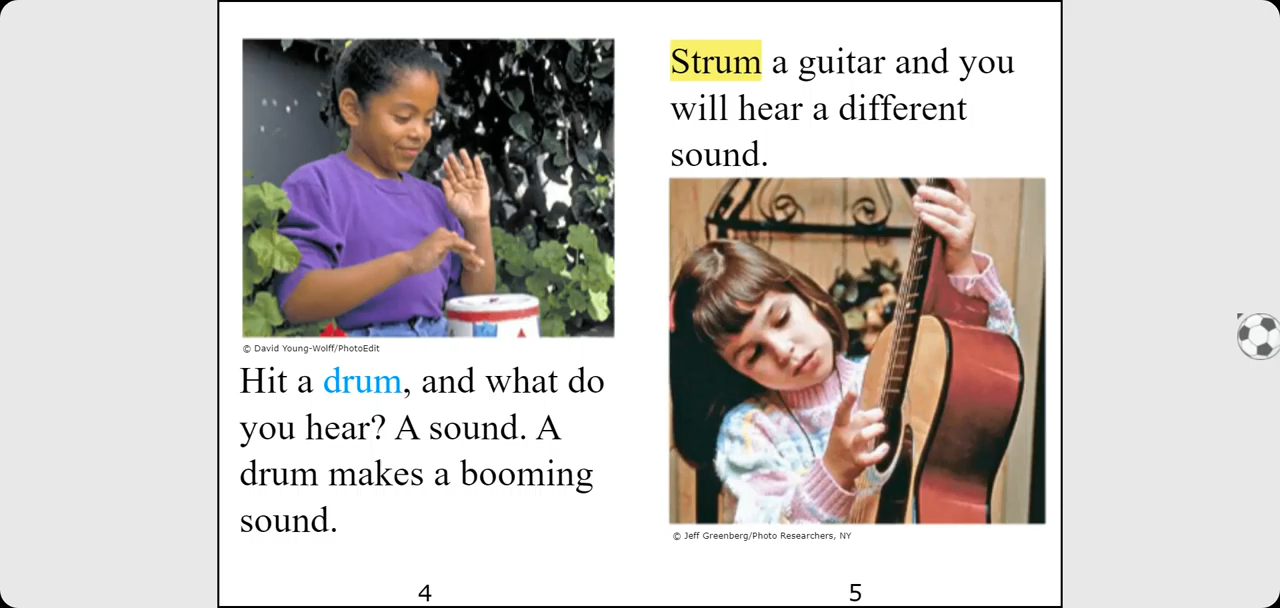 © David Young-Wolff/PhotoEdit
Hit a drum, and what do
you hear? A sound. A
drum makes a booming
sound.
4
Strum a guitar and you
will hear a different
sound.
© Jeff Greenberg/Photo Researchers, NY
5